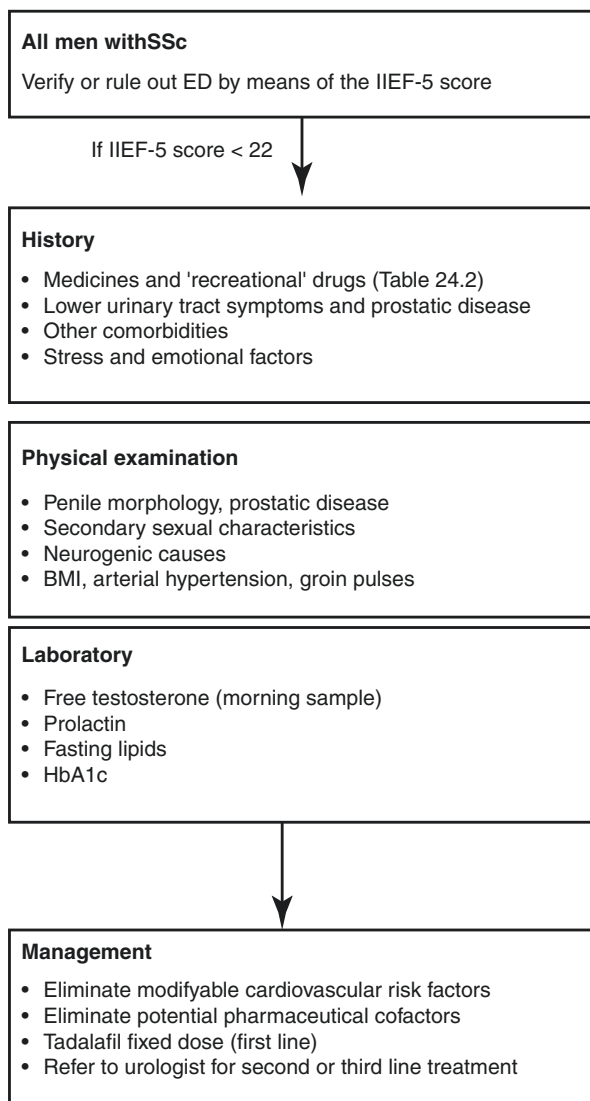 All men withSSc
Verify or rule out ED by means of the IIEF-5 score
If IIEF-5 score < 22
History
• Medicines and 'recreational' drugs (Table 24.2)
• Lower urinary tract symptoms and prostatic disease
• Other comorbidities
• Stress and emotional factors
Physical examination
• Penile morphology, prostatic disease
• Secondary sexual characteristics
• Neurogenic causes
• BMI, arterial hypertension, groin pulses
Laboratory
• Free testosterone (morning sample)
• Prolactin
• Fasting lipids
• HbA1c
Management
• Eliminate modifyable cardiovascular risk factors
• Eliminate potential pharmaceutical cofactors
• Tadalafil fixed dose (first line)
• Refer to urologist for second or third line treatment